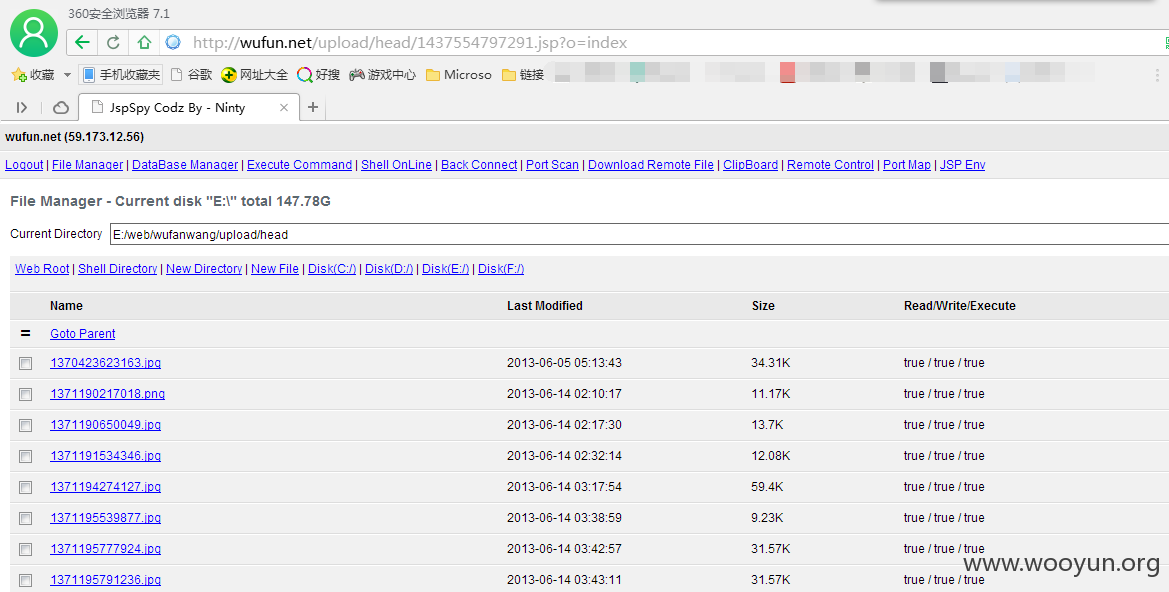 360安全浏览器 7.1
http://wufun.net/upload/head/1437554797291.jsp?o=index
收藏 手机收藏夹 谷歌 网址大全 好搜 游戏中心 Microso 链接
JspSpy Codz By - Ninty
wufun.net (59.173.12.56)
Logout | File Manager | DataBase Manager | Execute Command | Shell OnLine | Back Connect | Port Scan | Download Remote File | ClipBoard | Remote Control | Port Map | JSP Env
File Manager - Current disk "E:\" total 147.78G
Current Directory E:/web/wufanwang/upload/head
Web Root | Shell Directory | New Directory | New File | Disk(C:/) | Disk(D:/) | Disk(E:/) | Disk(F:/)
Name Last Modified Size Read/Write/Execute
= Goto Parent
1370423623163.jpg 2013-06-05 05:13:43 34.31K true / true / true
1371190217018.png 2013-06-14 02:10:17 11.17K true / true / true
1371190650049.jpg 2013-06-14 02:17:30 13.7K true / true / true
1371191534346.jpg 2013-06-14 02:32:14 12.08K true / true / true
1371194274127.jpg 2013-06-14 03:17:54 59.4K true / true / true
1371195539877.jpg 2013-06-14 03:38:59 9.23K true / true / true
1371195777924.jpg 2013-06-14 03:42:57 31.57K true / true / true
1371195791236.jpg 2013-06-14 03:43:11 31.57K true / true / true
www.wooyun.org